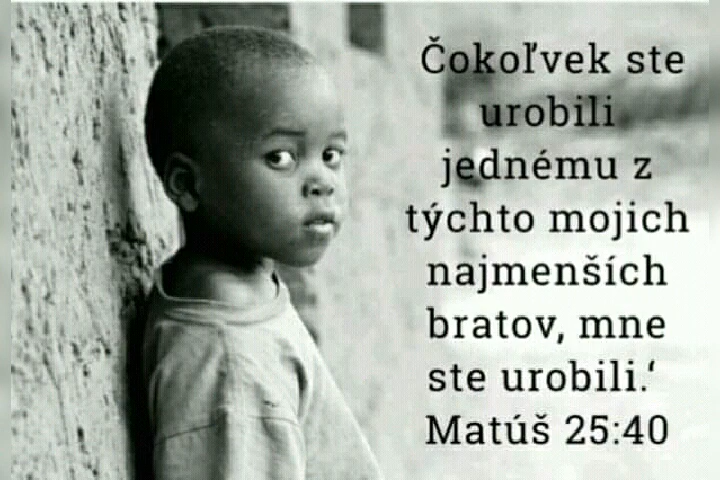 Čokoľvek ste
urobili
jednému z
týchto mojich
najmenších
bratov, mne
ste urobili.‘
Matúš 25:40